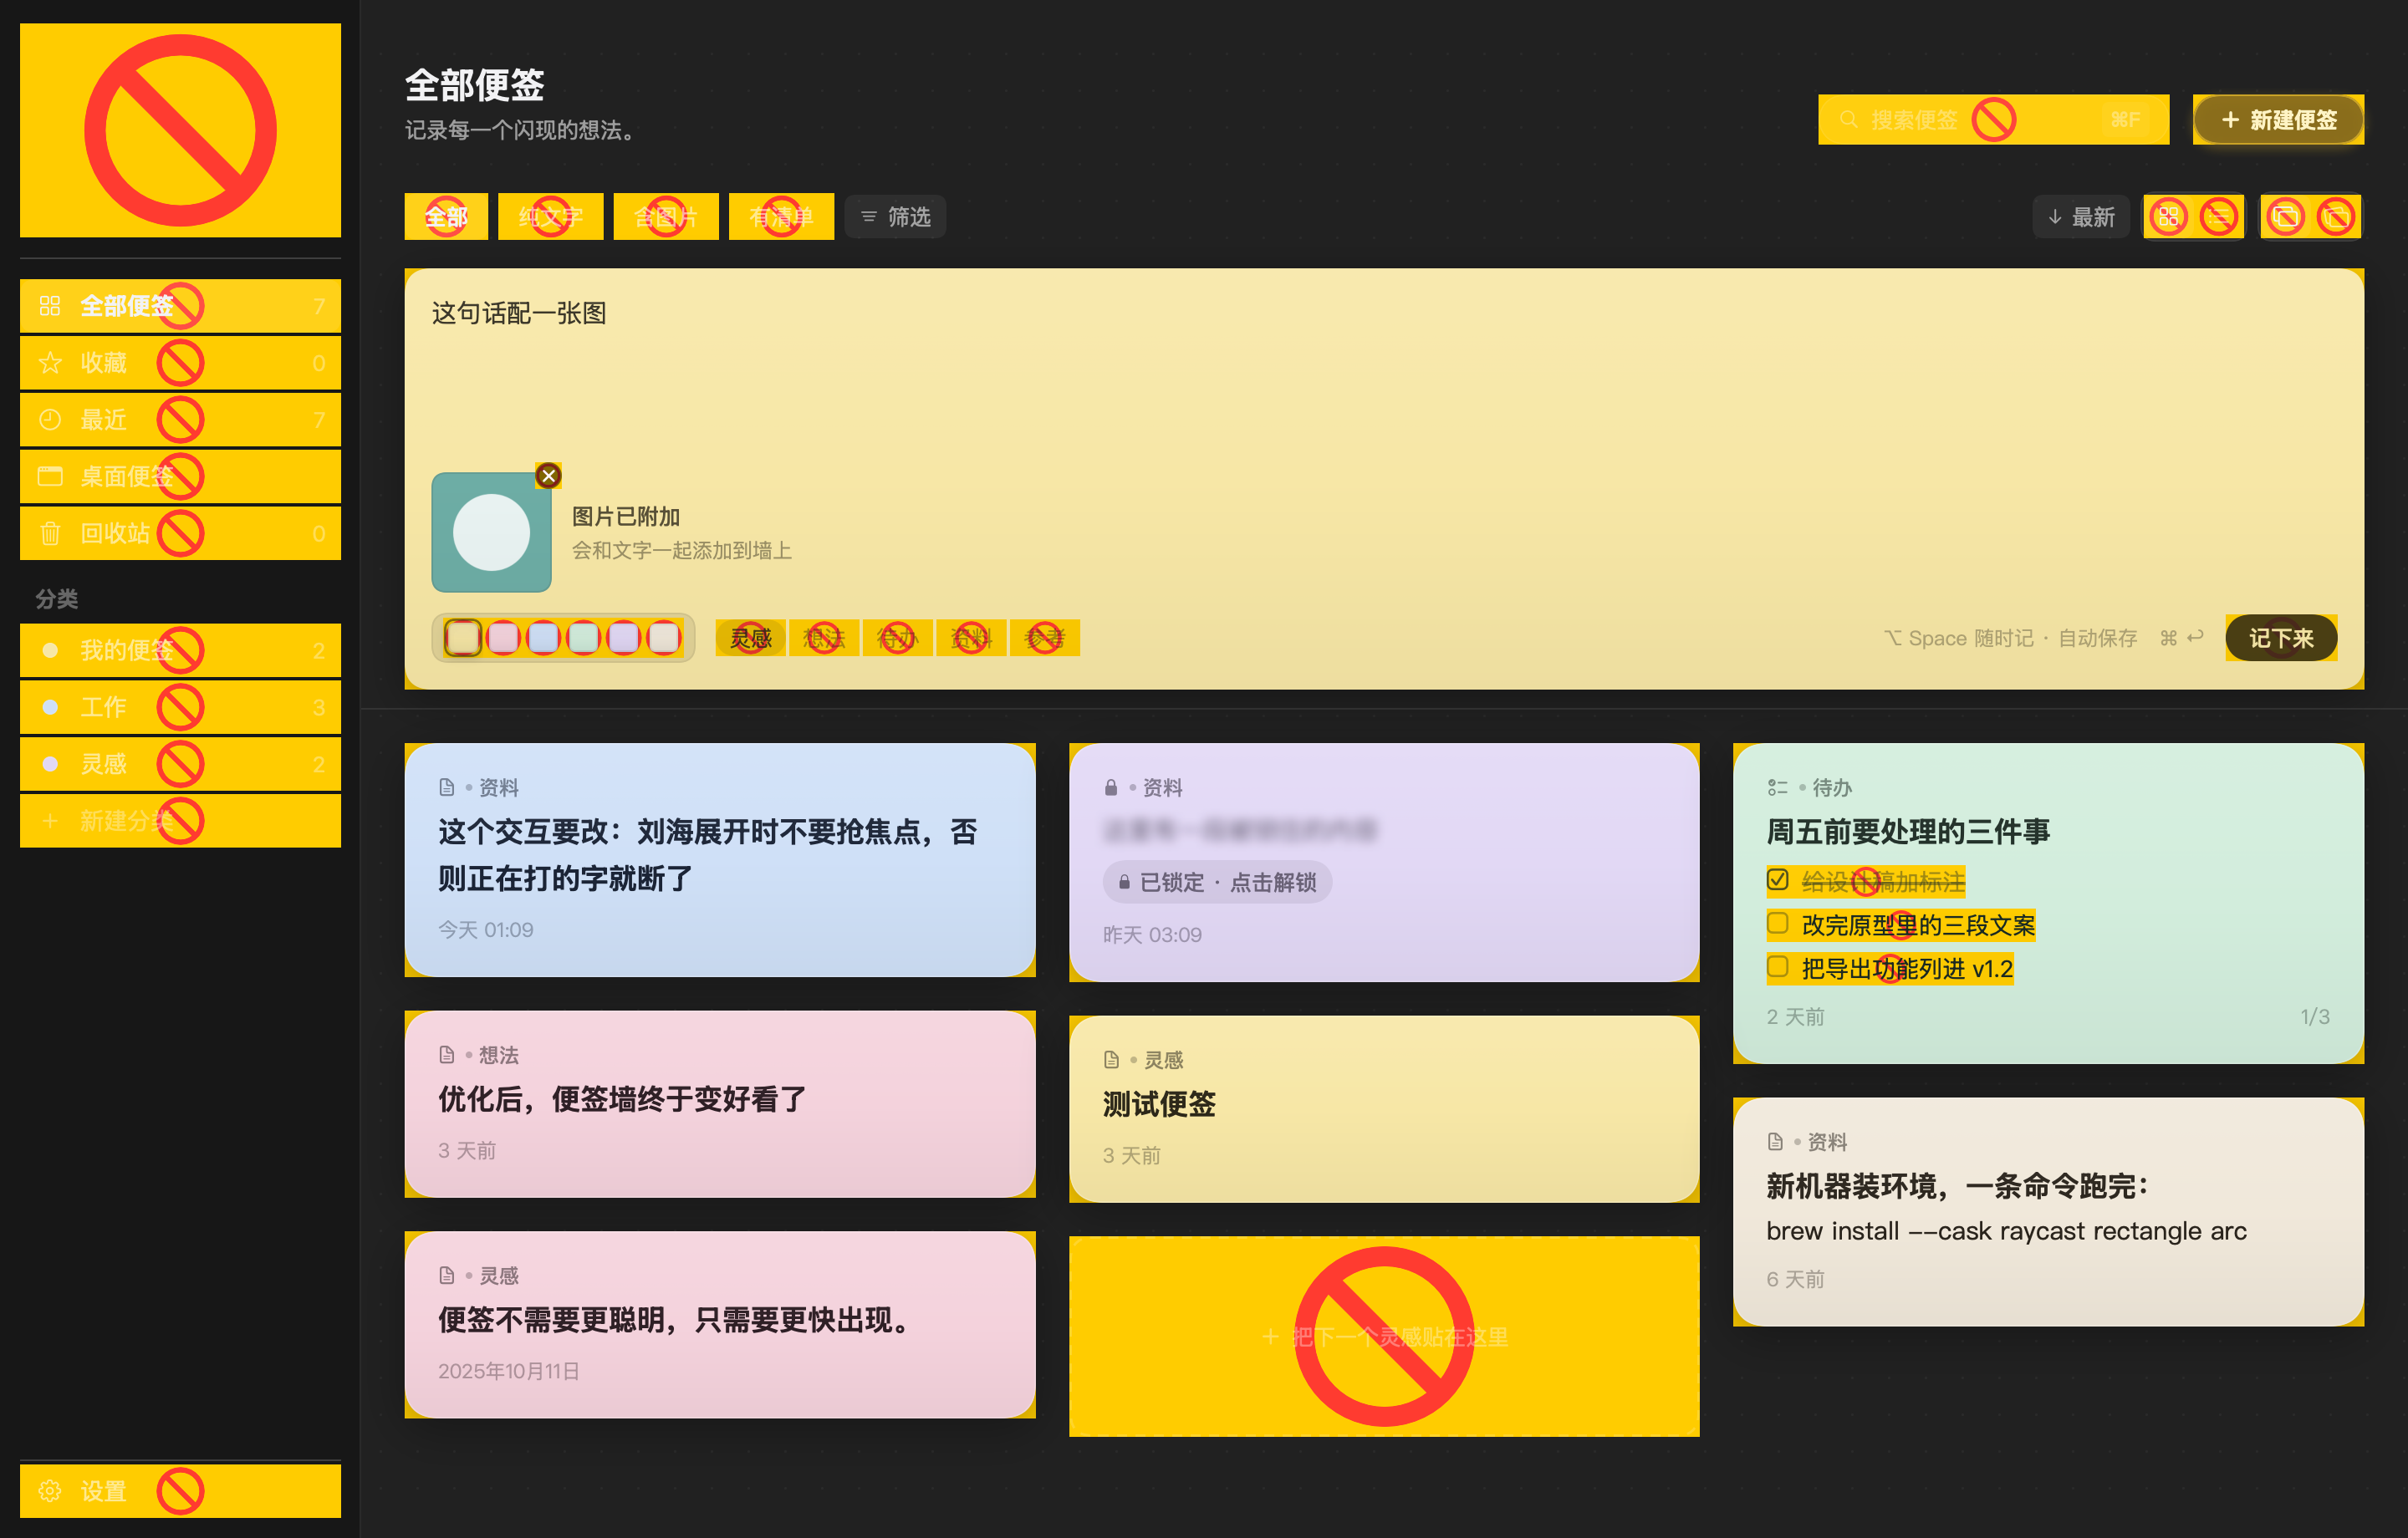 全部便签
记录每一个闪现的想法。
搜索便签 ⌘F
+ 新建便签
全部 纯文字 含图片 有清单 筛选
↓ 最新
全部便签 7
收藏 0
最近 7
桌面便签
回收站 0
分类
我的便签 2
工作 3
灵感 2
+ 新建分类
设置
这句话配一张图
图片已附加
会和文字一起添加到墙上
灵感 想法 待办 资料 参考
⌥ Space 随时记 · 自动保存 ⌘ ↩
记下来
• 资料
这个交互要改：刘海展开时不要抢焦点，否
则正在打的字就断了
今天 01:09
• 想法
优化后，便签墙终于变好看了
3 天前
• 灵感
便签不需要更聪明，只需要更快出现。
2025年10月11日
• 资料
已锁定 · 点击解锁
昨天 03:09
• 灵感
测试便签
3 天前
+ 把下一个灵感贴在这里
• 待办
周五前要处理的三件事
给设计稿加标注
改完原型里的三段文案
把导出功能列进 v1.2
2 天前 1/3
• 资料
新机器装环境，一条命令跑完：
brew install --cask raycast rectangle arc
6 天前